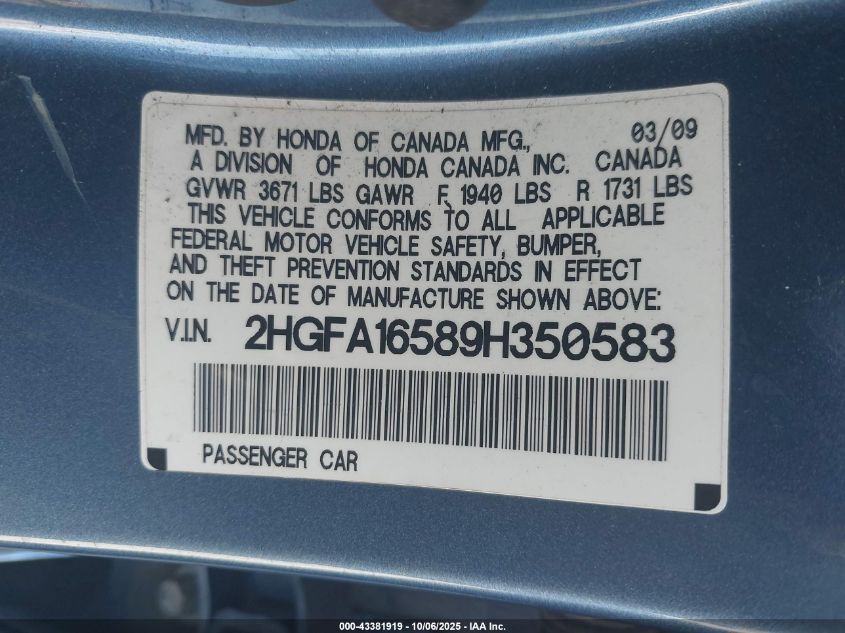 MFD. BY HONDA OF CANADA MFG., 03/09
A DIVISION OF HONDA CANADA INC. CANADA
GVWR 3671 LBS GAWR F 1940 LBS R 1731 LBS
THIS VEHICLE CONFORMS TO ALL APPLICABLE
FEDERAL MOTOR VEHICLE SAFETY, BUMPER,
AND THEFT PREVENTION STANDARDS IN EFFECT
ON THE DATE OF MANUFACTURE SHOWN ABOVE:
V.I.N. 2HGFA16589H350583
PASSENGER CAR
000-43381919 - 10/06/2025 - IAA Inc.